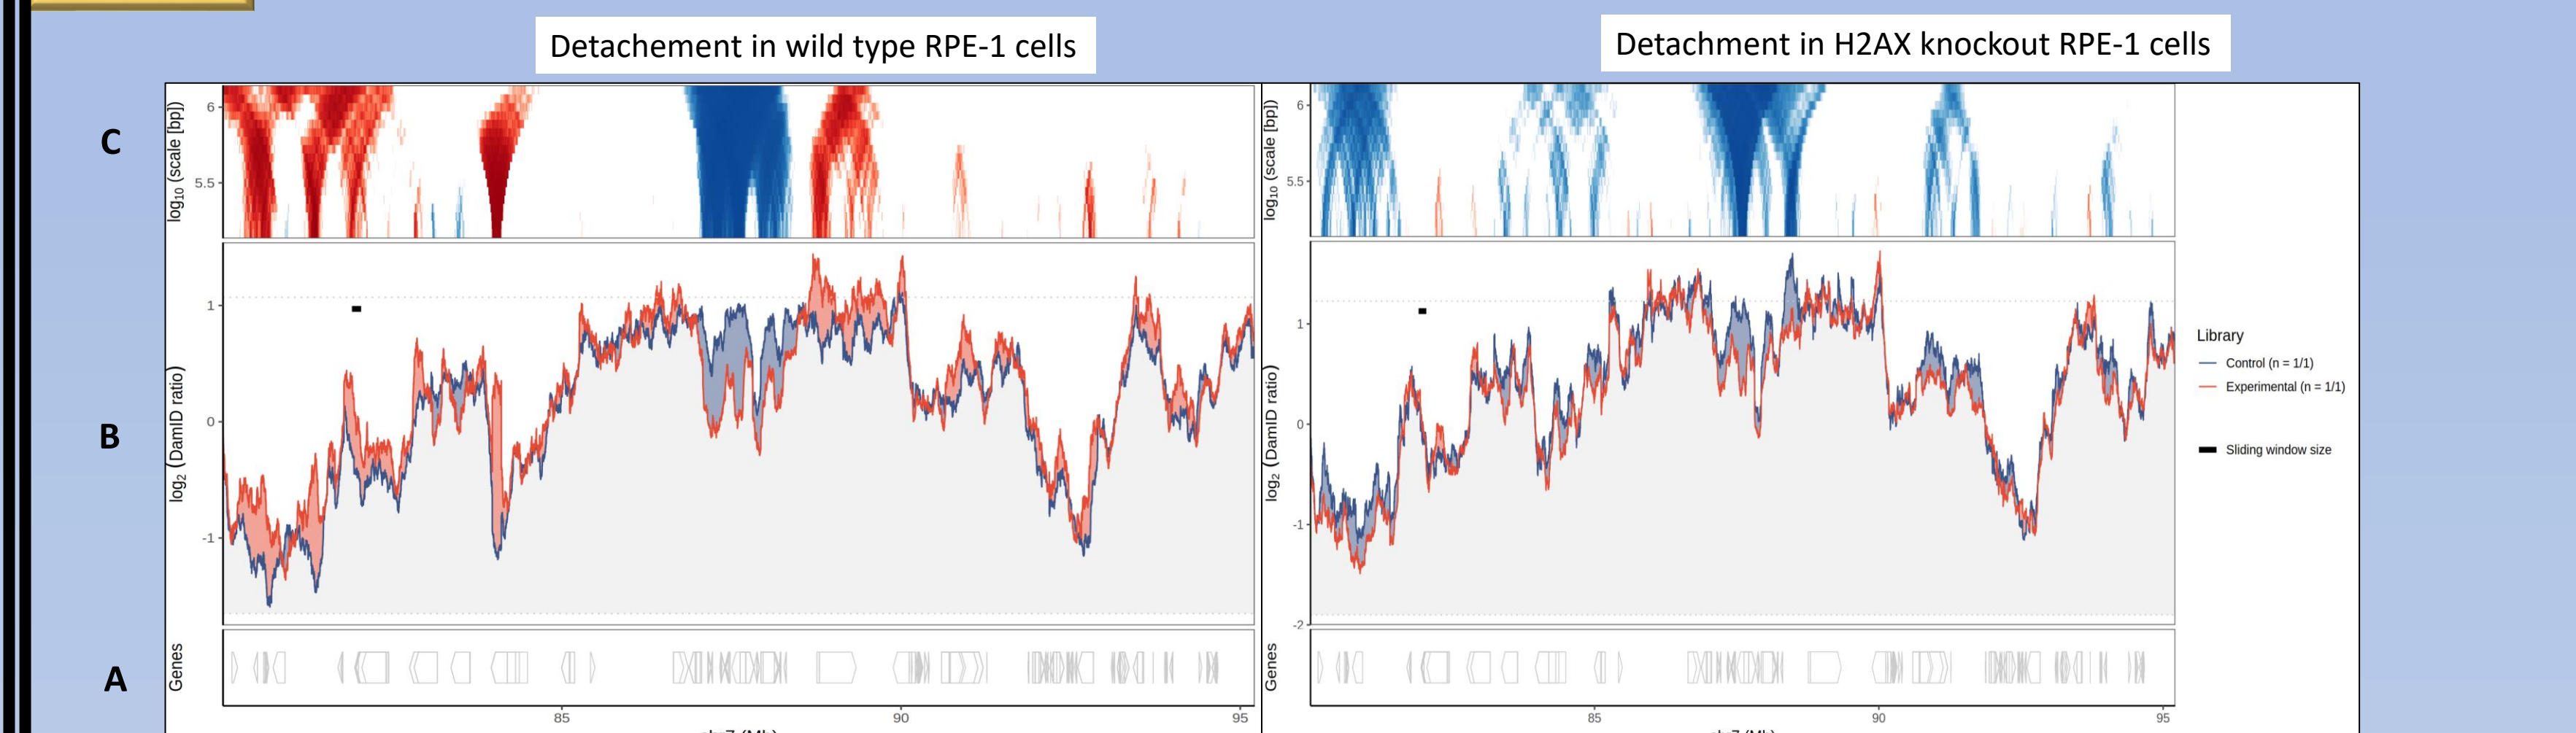 Detachement in wild type RPE-1 cells
Detachment in H2AX knockout RPE-1 cells
C
log10 (scale [bp])
6
5.5
log10 (scale [bp])
6
5.5
B
log2 (DamID ratio)
1
0
-1
log2 (DamID ratio)
1
0
-1
-2
Library
Control (n = 1/1)
Experimental (n = 1/1)
Sliding window size
A
Genes
Genes
85
90
95
85
90
95